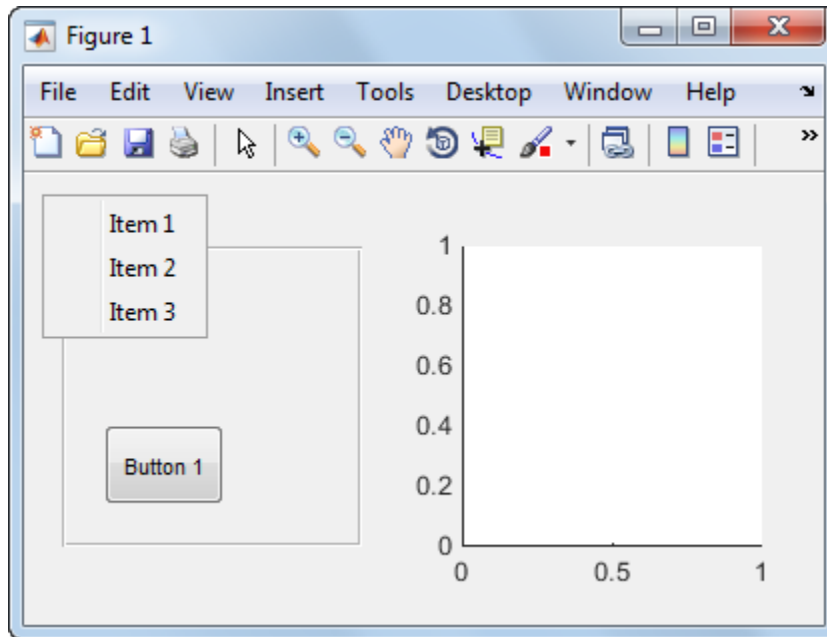 Figure 1
File Edit View Insert Tools Desktop Window Help
Item 1
Item 2
Item 3
Button 1
1
0.8
0.6
0.4
0.2
0
0 0.5 1